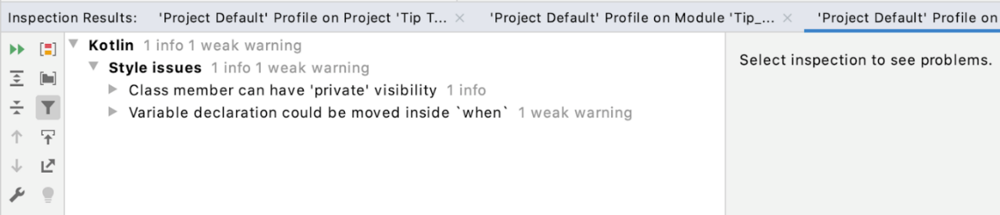 Inspection Results: 'Project Default' Profile on Project 'Tip T... 'Project Default' Profile on Module 'Tip_... 'Project Default' Profile on
Kotlin 1 info 1 weak warning
Select inspection to see problems.
Style issues 1 info 1 weak warning
Class member can have 'private' visibility 1 info
Variable declaration could be moved inside `when` 1 weak warning